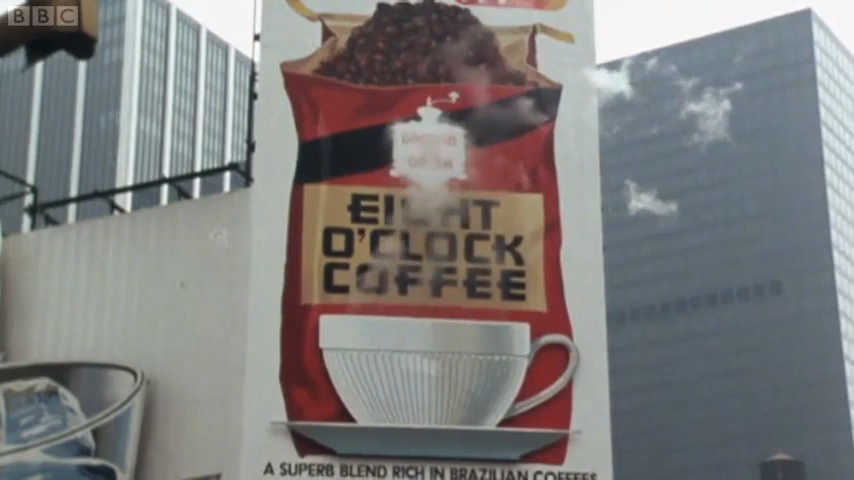 BBC
EIGHT
O'CLOCK
COFFEE
A SUPERB BLEND RICH IN BRAZILIAN COFFEES